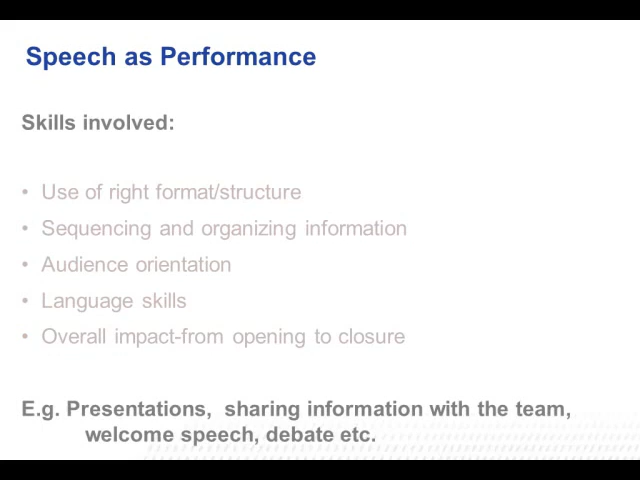 Speech as Performance
Skills involved:
• Use of right format/structure
• Sequencing and organizing information
• Audience orientation
• Language skills
• Overall impact-from opening to closure
E.g. Presentations, sharing information with the team,
welcome speech, debate etc.